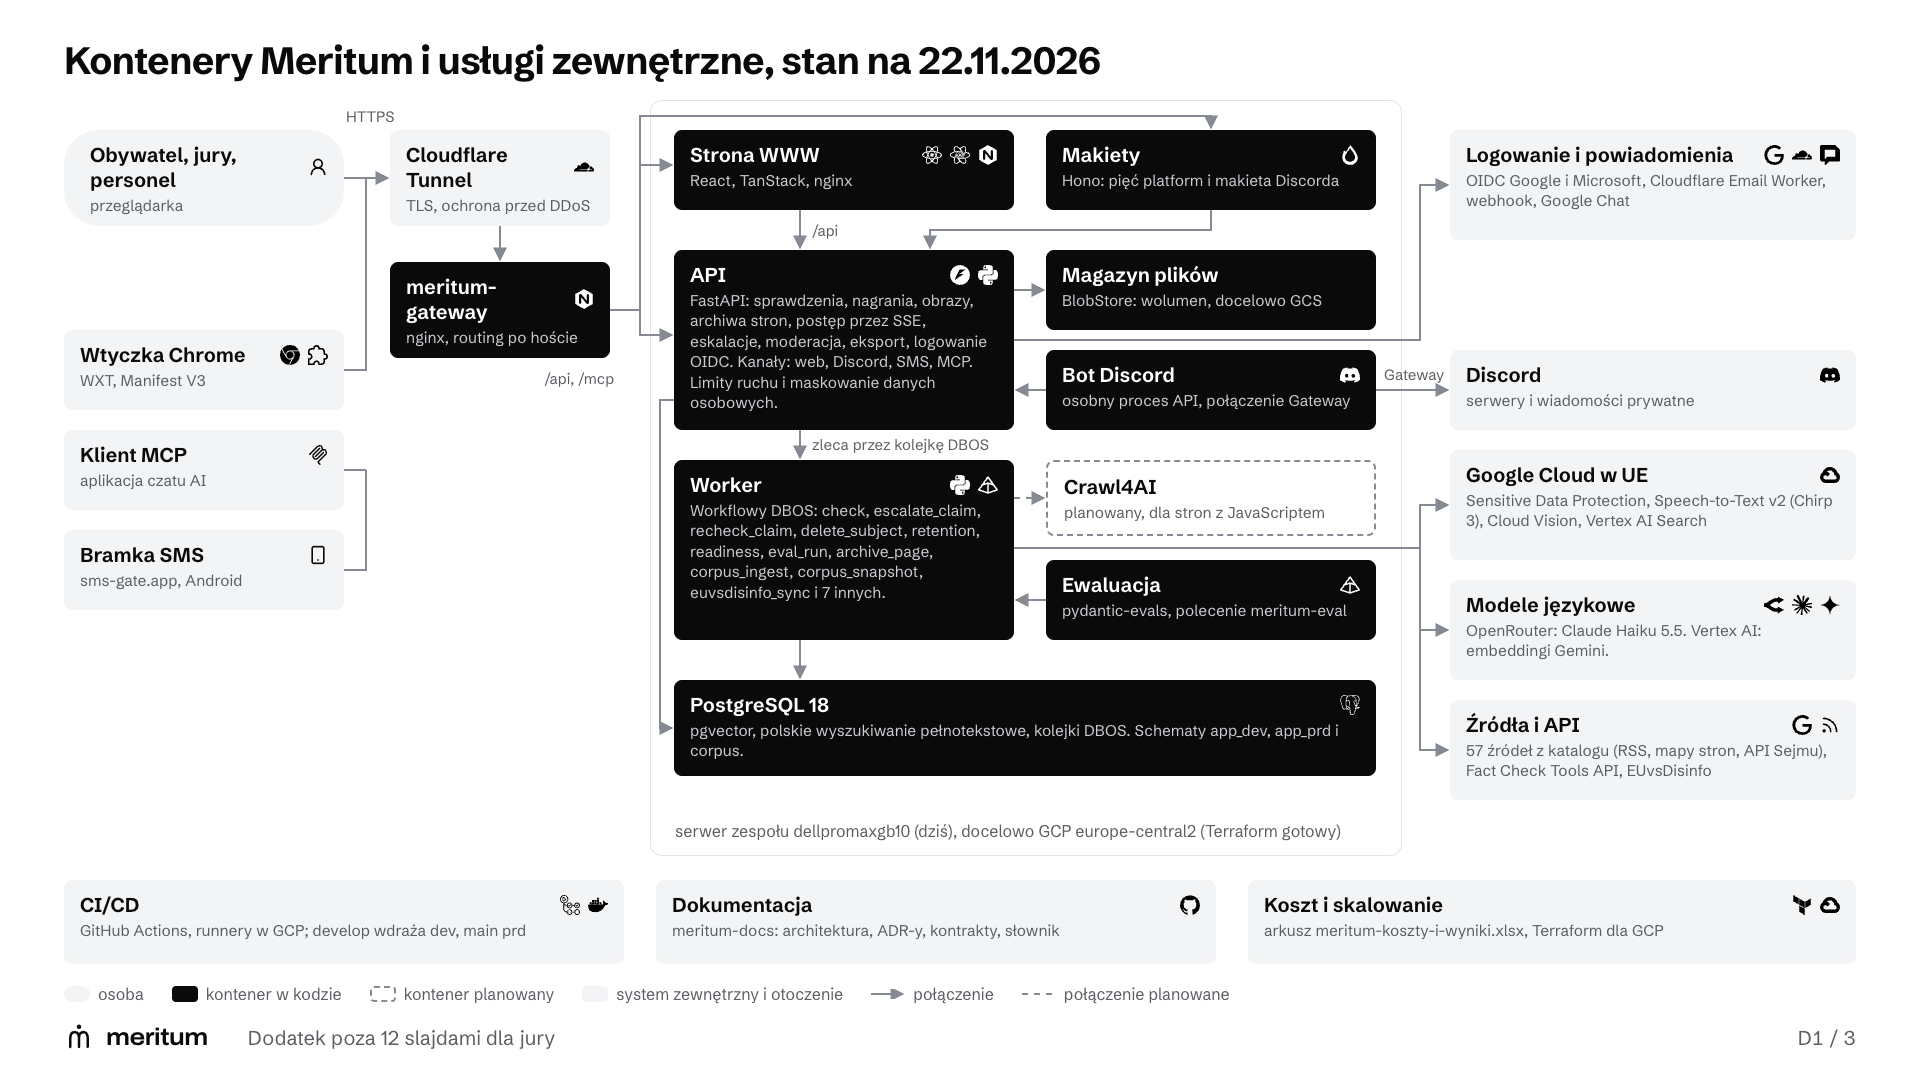 Kontenery Meritum i usługi zewnętrzne, stan na 22.11.2026
HTTPS
Obywatel, jury,
personel
przeglądarka
Cloudflare
Tunnel
TLS, ochrona przed DDoS
meritum-
gateway
nginx, routing po hoście
/api, /mcp
Wtyczka Chrome
WXT, Manifest V3
Klient MCP
aplikacja czatu AI
Bramka SMS
sms-gate.app, Android
Strona WWW
React, TanStack, nginx
Makiety
Hono: pięć platform i makieta Discorda
/api
API
FastAPI: sprawdzenia, nagrania, obrazy,
archiwa stron, postęp przez SSE,
eskalacje, moderacja, eksport, logowanie
OIDC. Kanały: web, Discord, SMS, MCP.
Limity ruchu i maskowanie danych
osobowych.
Magazyn plików
BlobStore: wolumen, docelowo GCS
Bot Discord
osobny proces API, połączenie Gateway
Gateway
zleca przez kolejkę DBOS
Worker
Workflowy DBOS: check, escalate_claim,
recheck_claim, delete_subject, retention,
readiness, eval_run, archive_page,
corpus_ingest, corpus_snapshot,
euvsdisinfo_sync i 7 innych.
Crawl4AI
planowany, dla stron z JavaScriptem
Ewaluacja
pydantic-evals, polecenie meritum-eval
PostgreSQL 18
pgvector, polskie wyszukiwanie pełnotekstowe, kolejki DBOS. Schematy app_dev, app_prd i
corpus.
serwer zespołu dellpromaxgb10 (dziś), docelowo GCP europe-central2 (Terraform gotowy)
Logowanie i powiadomienia
OIDC Google i Microsoft, Cloudflare Email Worker,
webhook, Google Chat
Discord
serwery i wiadomości prywatne
Google Cloud w UE
Sensitive Data Protection, Speech-to-Text v2 (Chirp
3), Cloud Vision, Vertex AI Search
Modele językowe
OpenRouter: Claude Haiku 5.5. Vertex AI:
embeddingi Gemini.
Źródła i API
57 źródeł z katalogu (RSS, mapy stron, API Sejmu),
Fact Check Tools API, EUvsDisinfo
CI/CD
GitHub Actions, runnery w GCP; develop wdraża dev, main prd
Dokumentacja
meritum-docs: architektura, ADR-y, kontrakty, słownik
Koszt i skalowanie
arkusz meritum-koszty-i-wyniki.xlsx, Terraform dla GCP
osoba
kontener w kodzie
kontener planowany
system zewnętrzny i otoczenie
połączenie
połączenie planowane
meritum
Dodatek poza 12 slajdami dla jury
D1 / 3